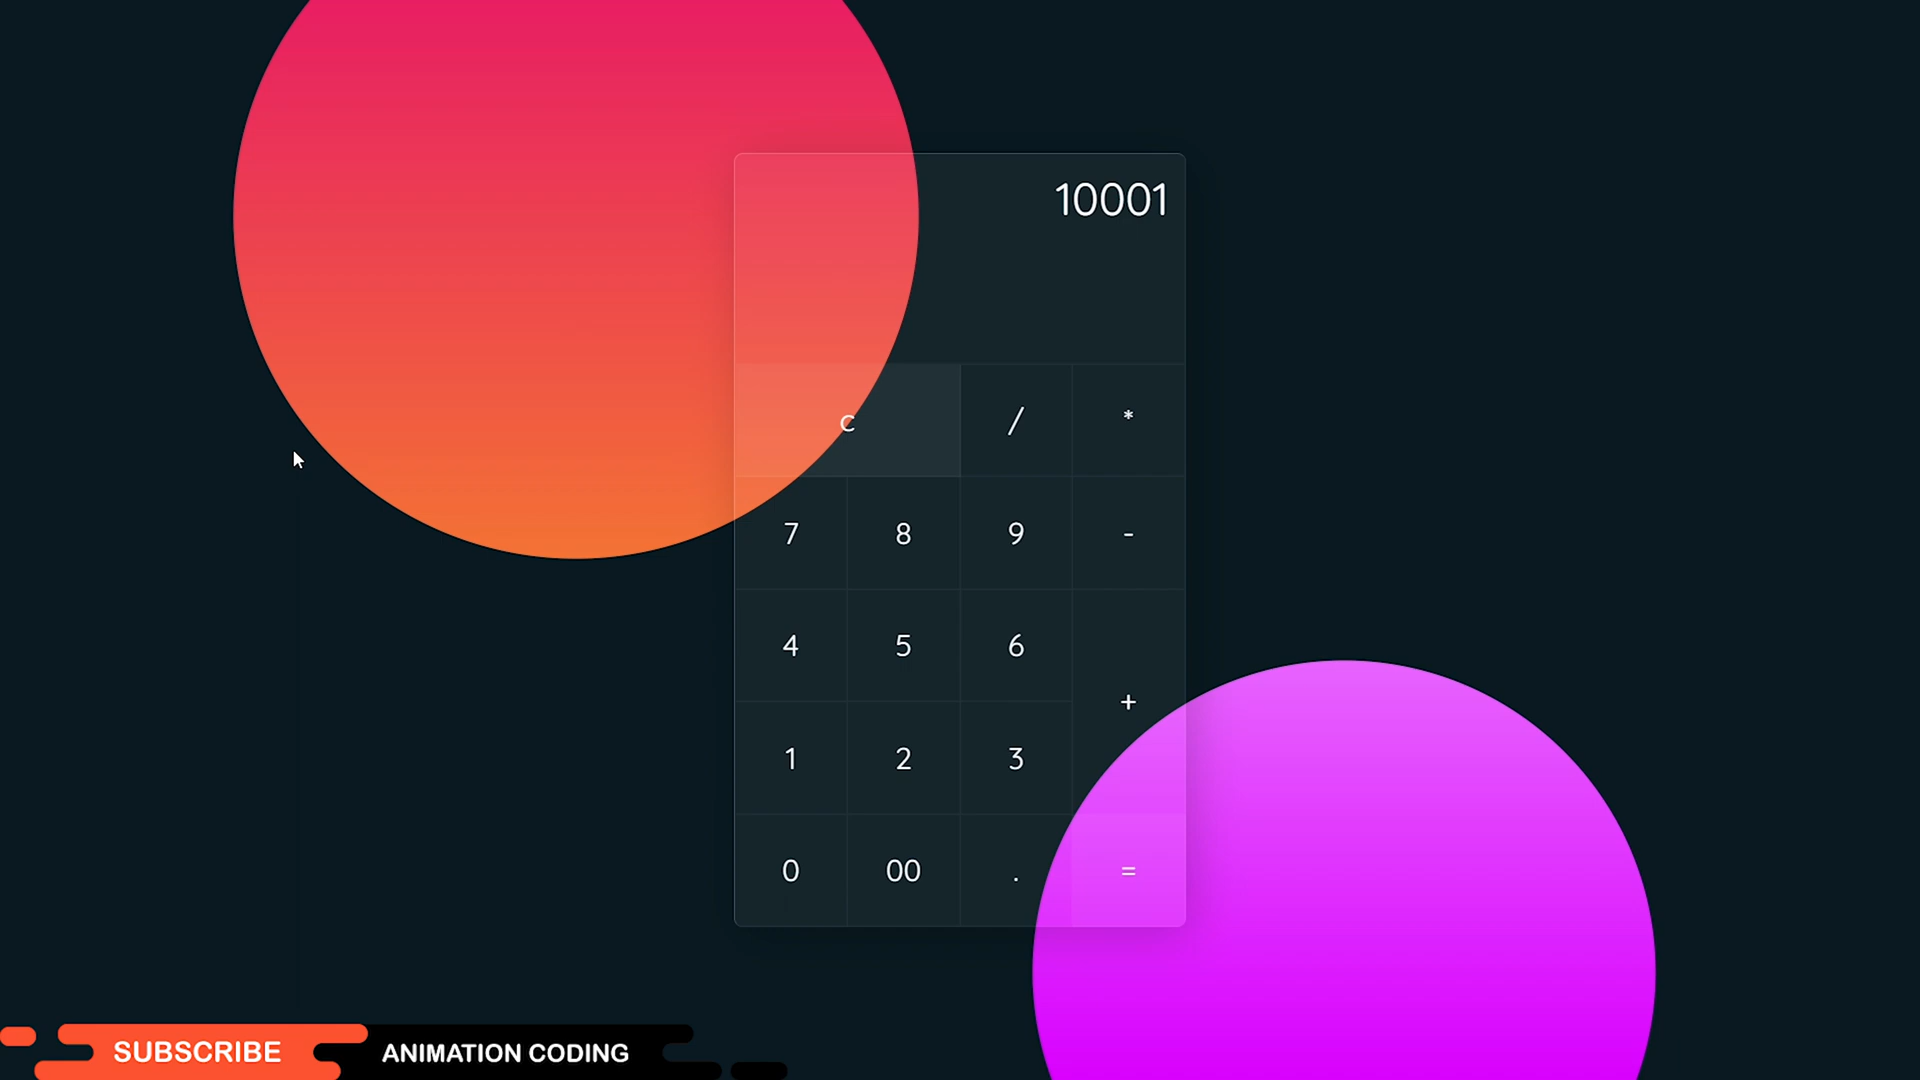 10001
c / *
7 8 9 -
4 5 6
+
1 2 3
0 00 . =
SUBSCRIBE ANIMATION CODING